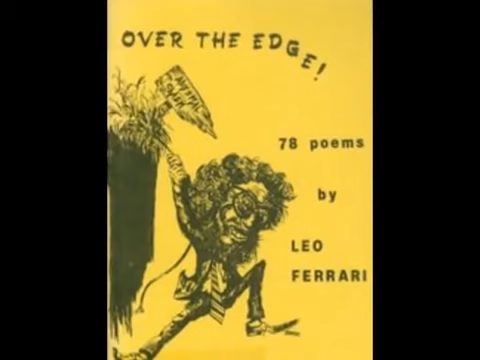 OVER THE EDGE!
78 poems
by
LEO
FERRARI